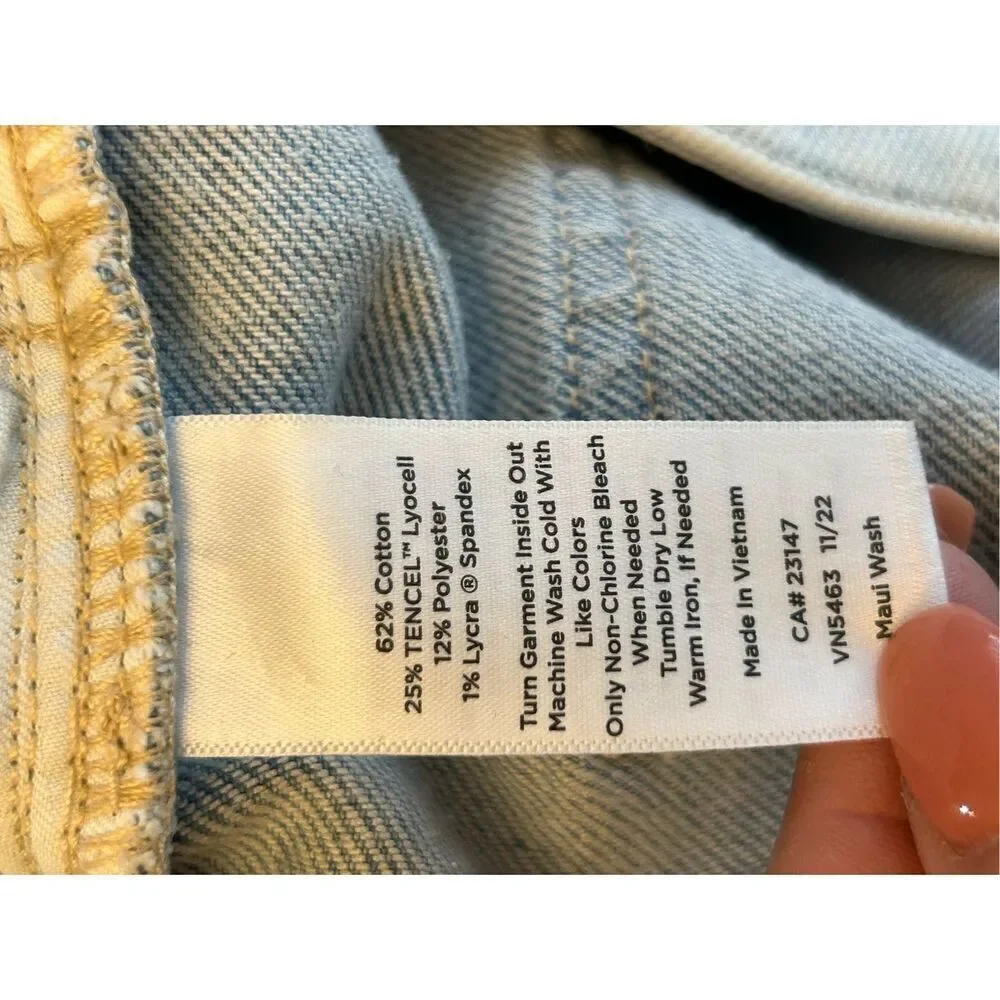 62% Cotton
25% TENCEL™ Lyocell
12% Polyester
1% Lycra ® Spandex
Turn Garment Inside Out
Machine Wash Cold With
Like Colors
Only Non-Chlorine Bleach
When Needed
Tumble Dry Low
Warm Iron, If Needed
Made In Vietnam
CA# 23147
VN5463 11/22
Maui Wash